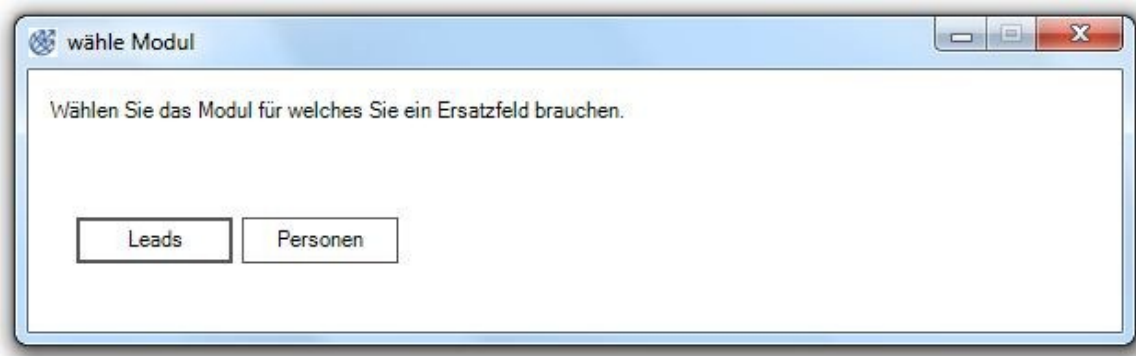 wähle Modul
Wählen Sie das Modul für welches Sie ein Ersatzfeld brauchen.
Leads Personen